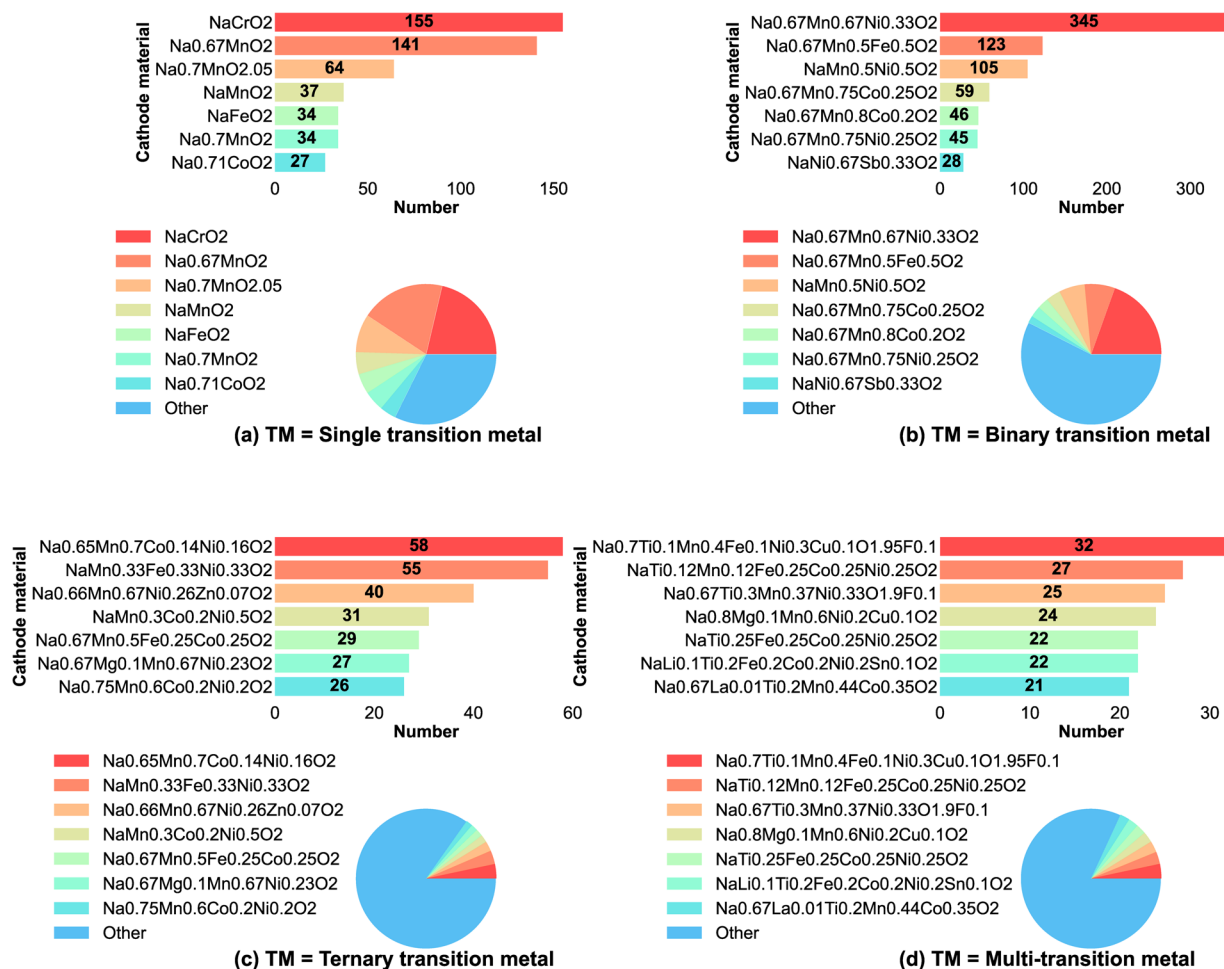 Cathode material
NaCrO2
155
Na0.67MnO2
141
Na0.7MnO2.05
64
NaMnO2
37
NaFeO2
34
Na0.7MnO2
34
Na0.71CoO2
27
0 50 100 150
Number
NaCrO2
Na0.67MnO2
Na0.7MnO2.05
NaMnO2
NaFeO2
Na0.7MnO2
Na0.71CoO2
Other
(a) TM = Single transition metal
Cathode material
Na0.67Mn0.67Ni0.33O2
345
Na0.67Mn0.5Fe0.5O2
123
NaMn0.5Ni0.5O2
105
Na0.67Mn0.75Co0.25O2
59
Na0.67Mn0.8Co0.2O2
46
Na0.67Mn0.75Ni0.25O2
45
NaNi0.67Sb0.33O2
28
0 100 200 300
Number
Na0.67Mn0.67Ni0.33O2
Na0.67Mn0.5Fe0.5O2
NaMn0.5Ni0.5O2
Na0.67Mn0.75Co0.25O2
Na0.67Mn0.8Co0.2O2
Na0.67Mn0.75Ni0.25O2
NaNi0.67Sb0.33O2
Other
(b) TM = Binary transition metal
Cathode material
Na0.65Mn0.7Co0.14Ni0.16O2
58
NaMn0.33Fe0.33Ni0.33O2
55
Na0.66Mn0.67Ni0.26Zn0.07O2
40
NaMn0.3Co0.2Ni0.5O2
31
Na0.67Mn0.5Fe0.25Co0.25O2
29
Na0.67Mg0.1Mn0.67Ni0.23O2
27
Na0.75Mn0.6Co0.2Ni0.2O2
26
0 20 40 60
Number
Na0.65Mn0.7Co0.14Ni0.16O2
NaMn0.33Fe0.33Ni0.33O2
Na0.66Mn0.67Ni0.26Zn0.07O2
NaMn0.3Co0.2Ni0.5O2
Na0.67Mn0.5Fe0.25Co0.25O2
Na0.67Mg0.1Mn0.67Ni0.23O2
Na0.75Mn0.6Co0.2Ni0.2O2
Other
(c) TM = Ternary transition metal
Cathode material
Na0.7Ti0.1Mn0.4Fe0.1Ni0.3Cu0.1O1.95F0.1
32
NaTi0.12Mn0.12Fe0.25Co0.25Ni0.25O2
27
Na0.67Ti0.3Mn0.37Ni0.33O1.9F0.1
25
Na0.8Mg0.1Mn0.6Ni0.2Cu0.1O2
24
NaTi0.25Fe0.25Co0.25Ni0.25O2
22
NaLi0.1Ti0.2Fe0.2Co0.2Ni0.2Sn0.1O2
22
Na0.67La0.01Ti0.2Mn0.44Co0.35O2
21
0 10 20 30
Number
Na0.7Ti0.1Mn0.4Fe0.1Ni0.3Cu0.1O1.95F0.1
NaTi0.12Mn0.12Fe0.25Co0.25Ni0.25O2
Na0.67Ti0.3Mn0.37Ni0.33O1.9F0.1
Na0.8Mg0.1Mn0.6Ni0.2Cu0.1O2
NaTi0.25Fe0.25Co0.25Ni0.25O2
NaLi0.1Ti0.2Fe0.2Co0.2Ni0.2Sn0.1O2
Na0.67La0.01Ti0.2Mn0.44Co0.35O2
Other
(d) TM = Multi-transition metal